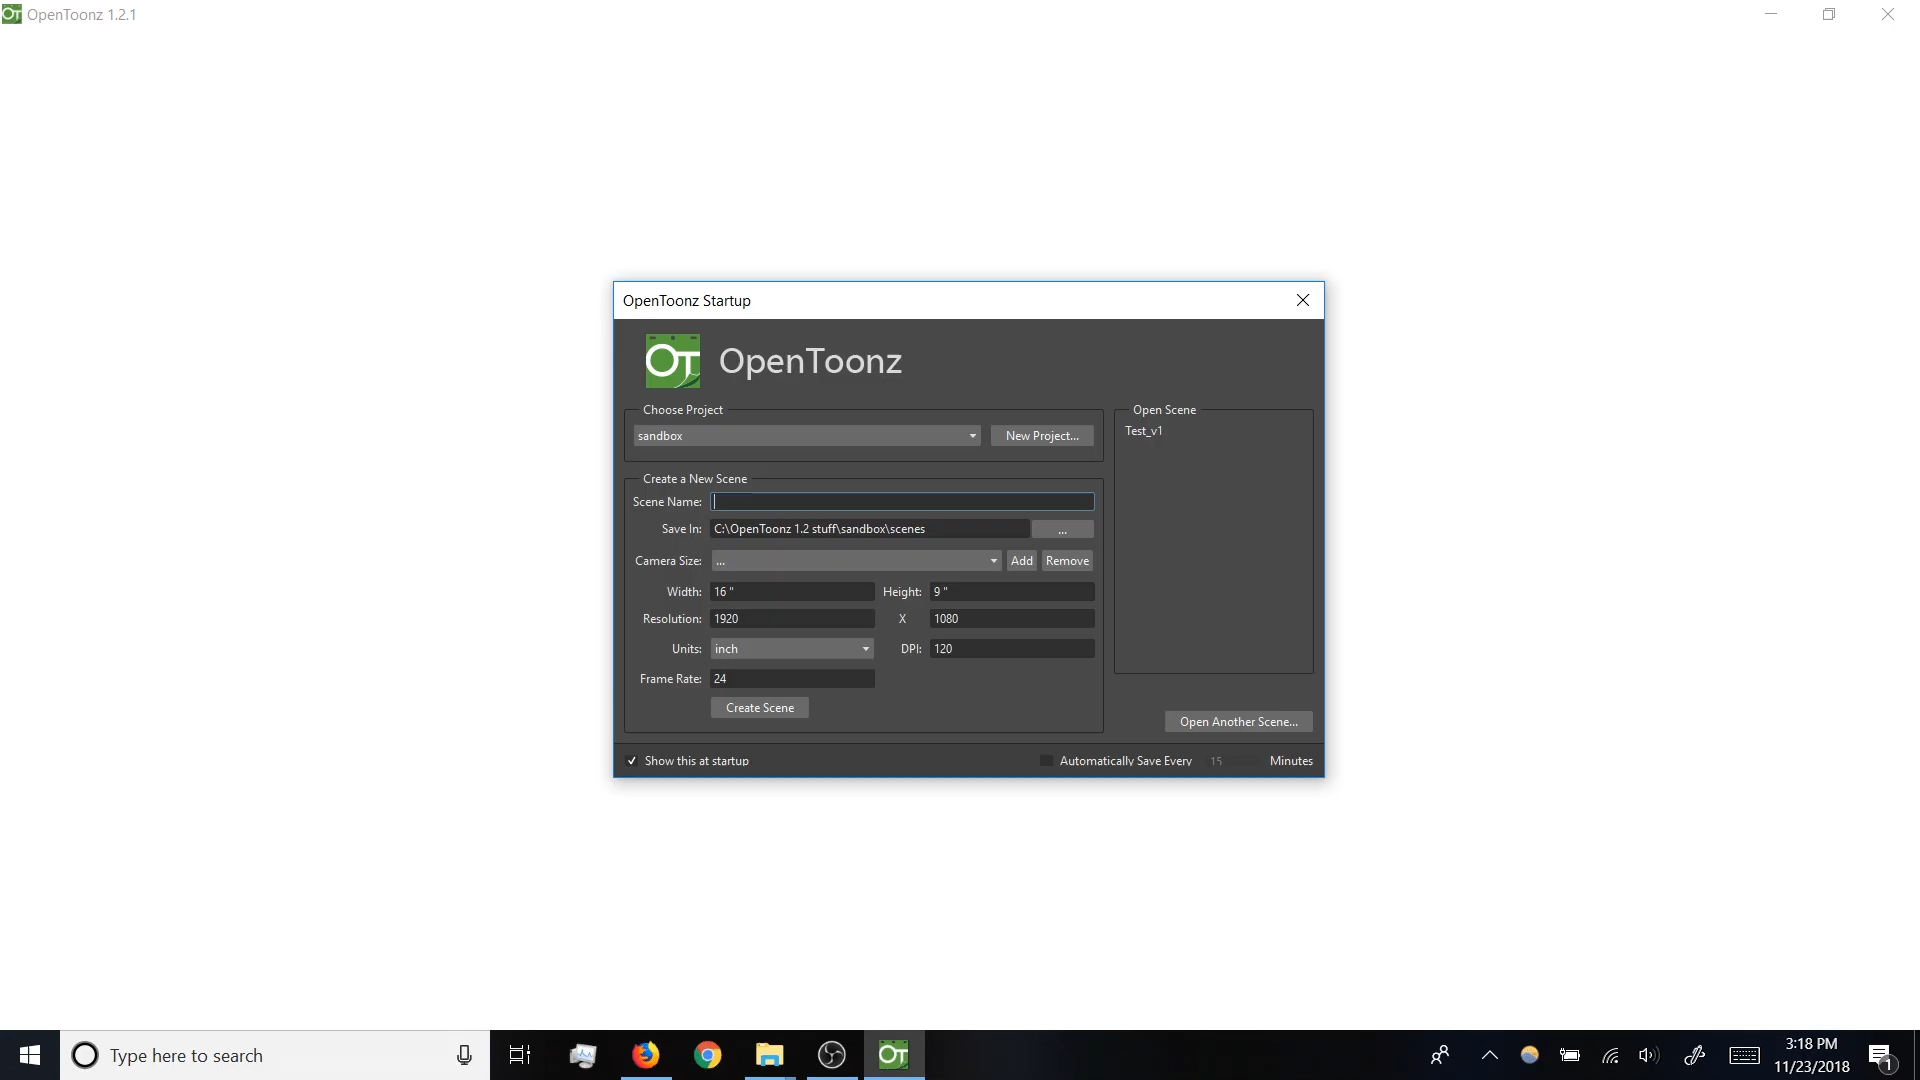 OpenToonz 1.2.1
OpenToonz Startup
OT OpenToonz
Choose Project
sandbox
New Project...
Create a New Scene
Scene Name:
Save In: C:\OpenToonz 1.2 stuff\sandbox\scenes ...
Camera Size: ... Add Remove
Width: 16 " Height: 9 "
Resolution: 1920 X 1080
Units: inch DPI: 120
Frame Rate: 24
Create Scene
Open Scene
Test_v1
Open Another Scene...
Show this at startup
Automatically Save Every 15 Minutes
Type here to search
OT
3:18 PM
11/23/2018
1